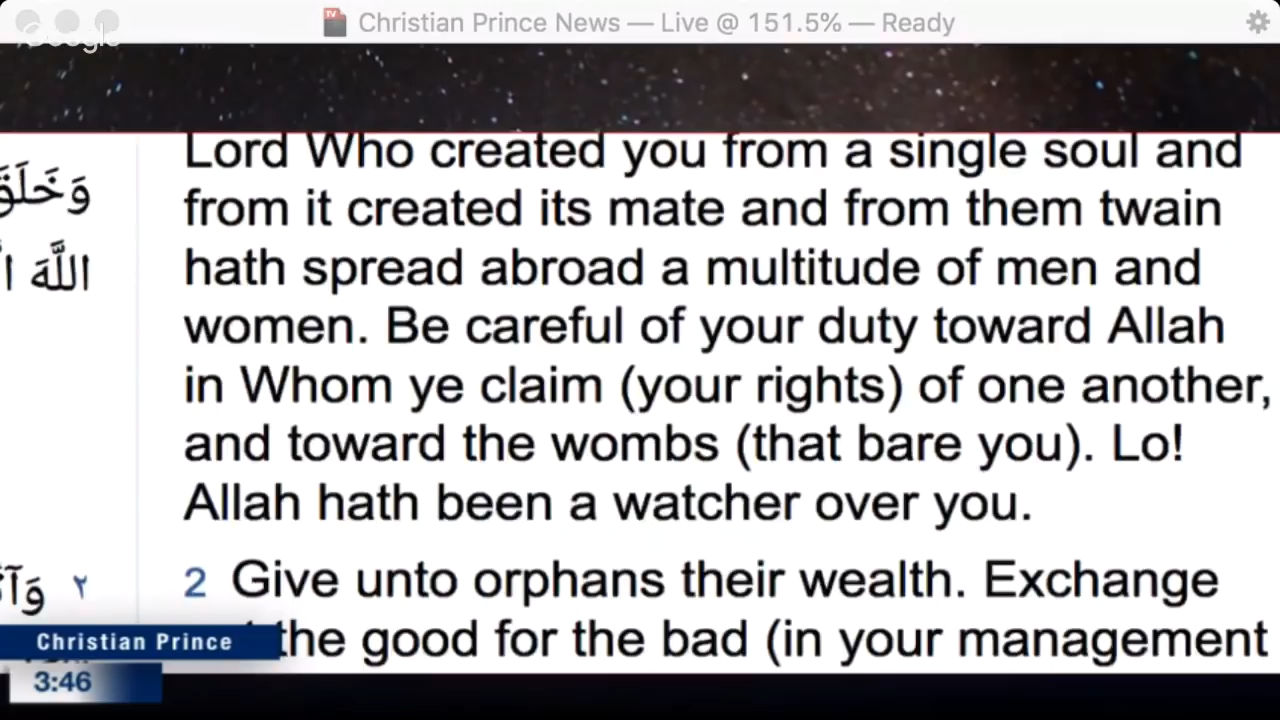 Christian Prince News — Live @ 151.5% — Ready
Google
Lord Who created you from a single soul and
from it created its mate and from them twain
hath spread abroad a multitude of men and
women. Be careful of your duty toward Allah
in Whom ye claim (your rights) of one another,
and toward the wombs (that bare you). Lo!
Allah hath been a watcher over you.
اللَّهَ
٢
2 Give unto orphans their wealth. Exchange
the good for the bad (in your management
Christian Prince
3:46